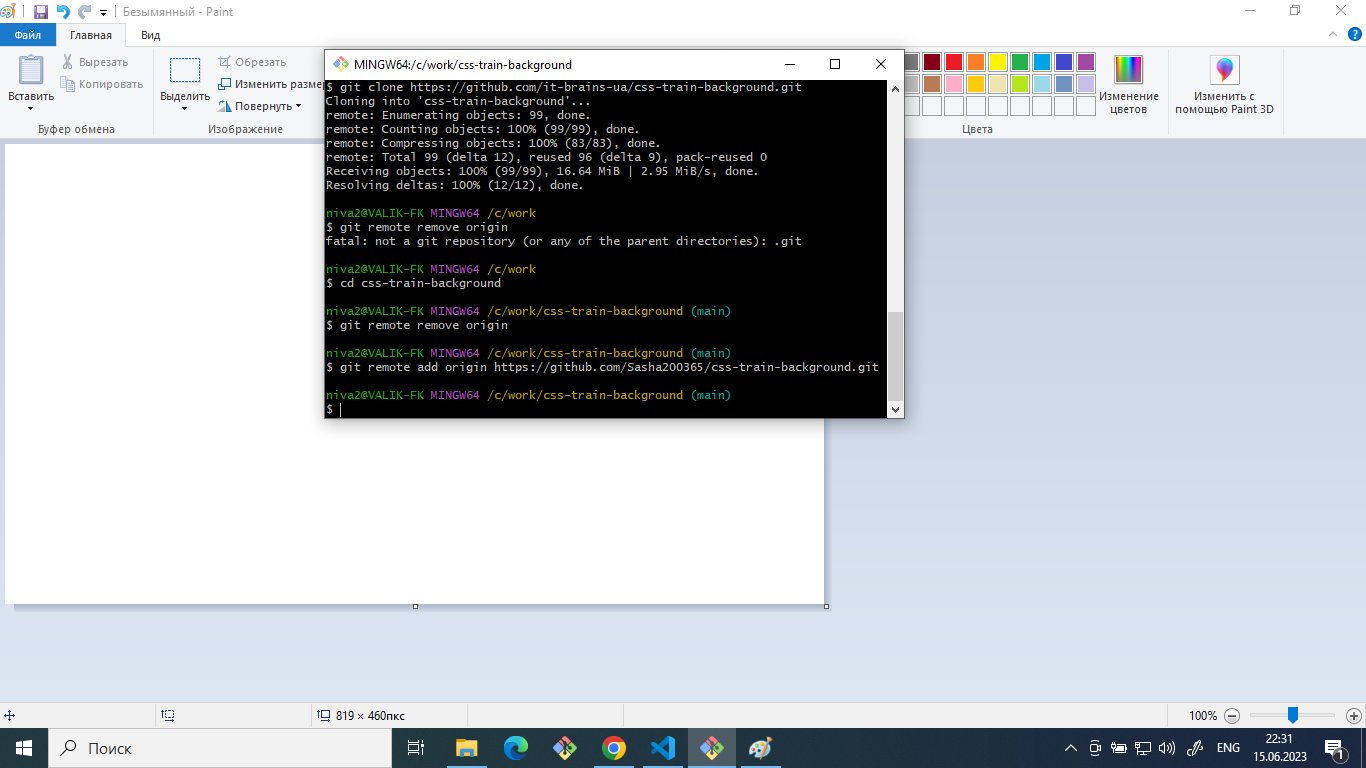 Безымянный - Paint
Файл
Главная
Вид
Вставить
Вырезать
Копировать
Буфер обмена
Выделить
Обрезать
Изменить разме
Повернуть
Изображение
Цвета
Изменение цветов
Изменить с помощью Paint 3D
MINGW64:/c/work/css-train-background
$ git clone https://github.com/it-brains-ua/css-train-background.git
Cloning into 'css-train-background'...
remote: Enumerating objects: 99, done.
remote: Counting objects: 100% (99/99), done.
remote: Compressing objects: 100% (83/83), done.
remote: Total 99 (delta 12), reused 96 (delta 9), pack-reused 0
Receiving objects: 100% (99/99), 16.64 MiB | 2.95 MiB/s, done.
Resolving deltas: 100% (12/12), done.
niva2@VALIK-FK MINGW64 /c/work
$ git remote remove origin
fatal: not a git repository (or any of the parent directories): .git
niva2@VALIK-FK MINGW64 /c/work
$ cd css-train-background
niva2@VALIK-FK MINGW64 /c/work/css-train-background (main)
$ git remote remove origin
niva2@VALIK-FK MINGW64 /c/work/css-train-background (main)
$ git remote add origin https://github.com/Sasha200365/css-train-background.git
niva2@VALIK-FK MINGW64 /c/work/css-train-background (main)
$
819 × 460пкс
100%
Поиск
ENG
22:31
15.06.2023
1